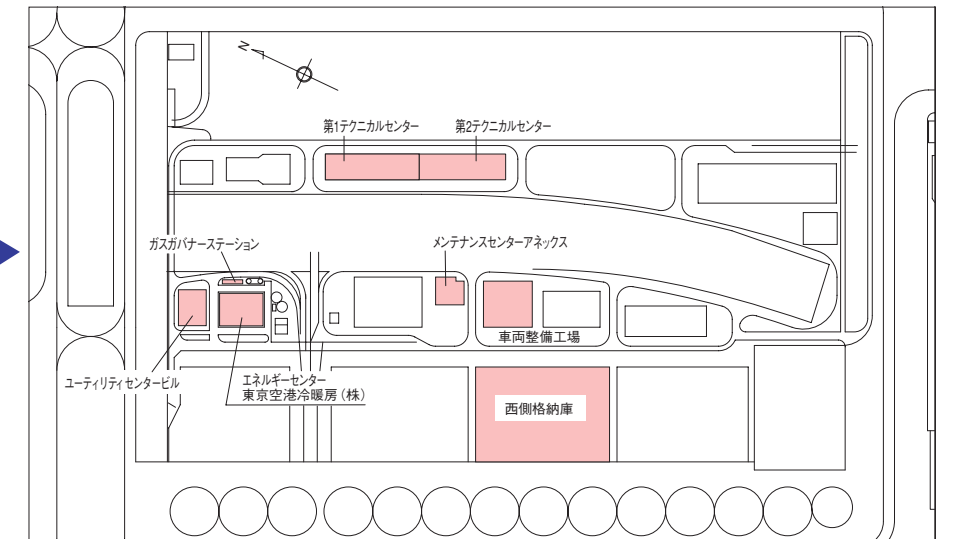 N
第1テクニカルセンター
第2テクニカルセンター
ガスガバナーステーション
メンテナンスセンターアネックス
車両整備工場
ユーティリティセンタービル
エネルギーセンター
東京空港冷暖房(株)
西側格納庫